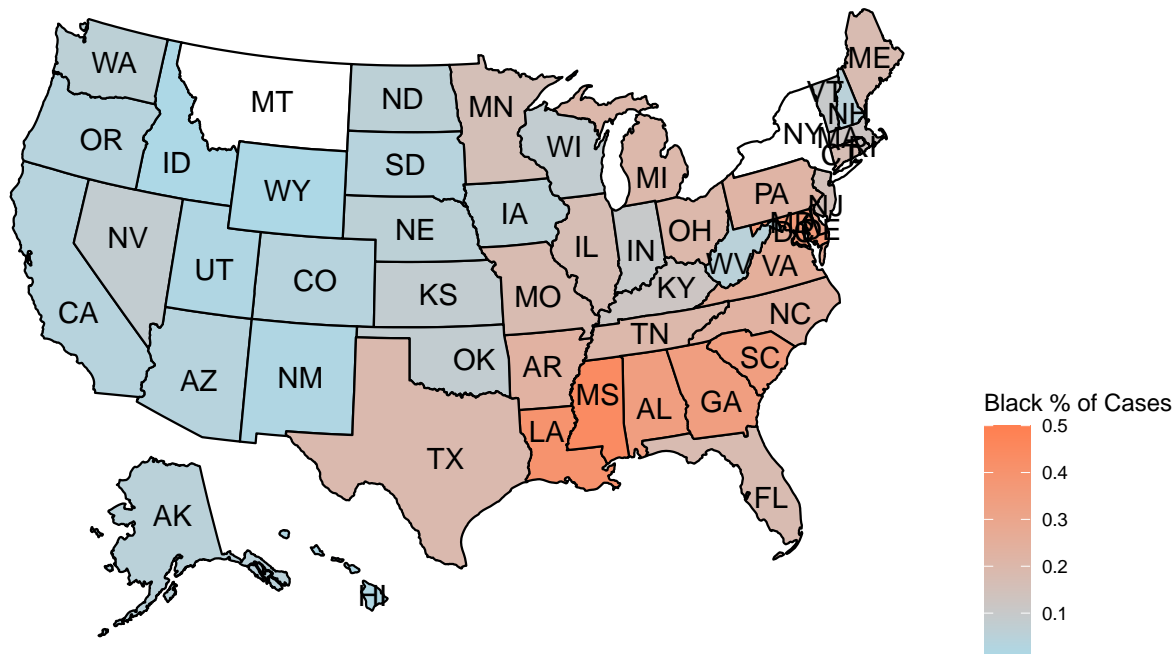 WA
ME
MT
ND
MN
VT
NH
OR
ID
SD
WI
NY
MA
CT
RI
WY
MI
PA
NJ
IA
NE
NV
UT
CO
IL
IN
OH
MD
DE
WV
VA
KS
MO
KY
CA
NC
TN
OK
AR
SC
AZ
NM
MS
AL
GA
LA
TX
FL
AK
HI
Black % of Cases
0.5
0.4
0.3
0.2
0.1